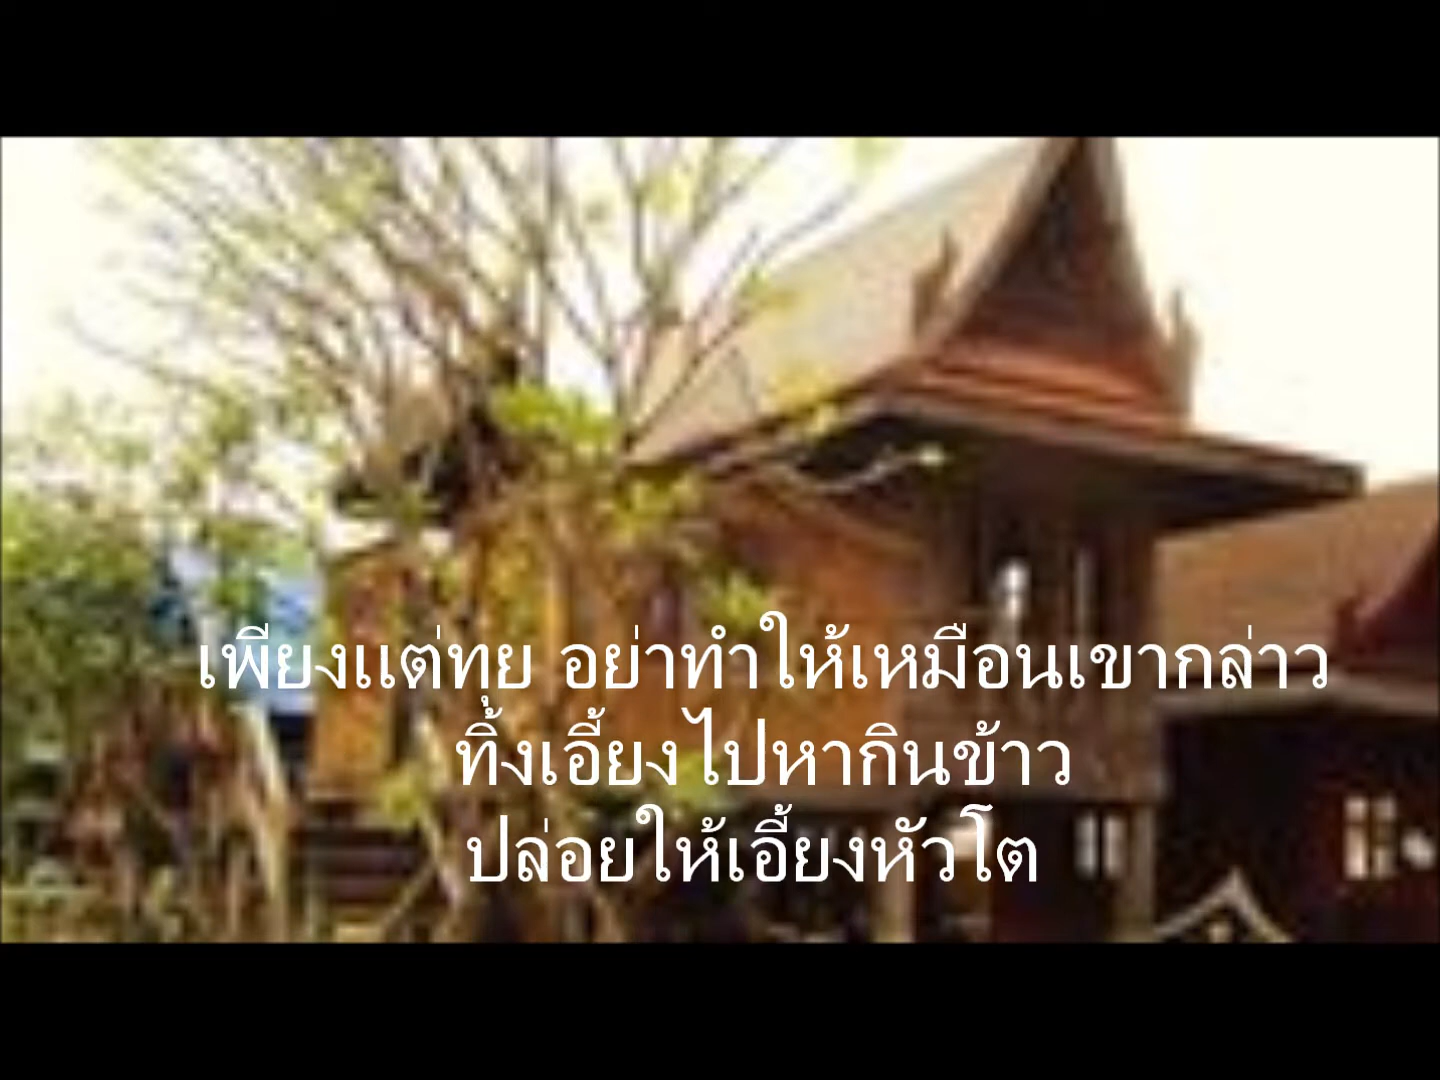 เพียงแต่ทุย อย่าทำให้เหมือนเขากล่าว
ทิ้งเอี้ยงไปหากินข้าว
ปล่อยให้เอี้ยงหัวโต